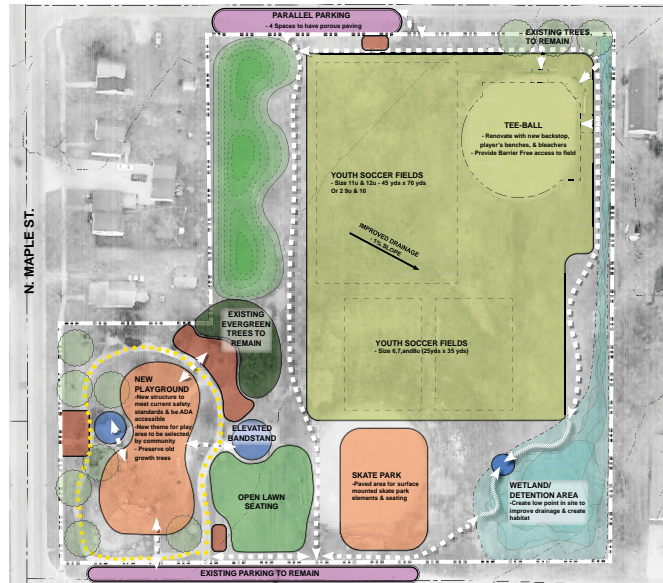 PARALLEL PARKING
- 4 Spaces to have porous paving
EXISTING TREES,
TO REMAIN
TEE-BALL
- Renovate with new backstop,
player's benches, & bleachers
- Provide Barrier Free access to field
YOUTH SOCCER FIELDS
- Size 11u & 12u - 45 yds x 70 yds
Or 2 9u & 10
N. MAPLE ST.
IMPROVED DRAINAGE
- 1% SLOPE
EXISTING
EVERGREEN
TREES TO
REMAIN
YOUTH SOCCER FIELDS
- Size 6,7,and8u (25yds x 35 yds)
NEW
PLAYGROUND
-New structure to
meet current safety
standards & be ADA
accessible
-New theme for play
area to be selected
by community
- Preserve old
growth trees
ELEVATED
BANDSTAND
OPEN LAWN
SEATING
SKATE PARK
-Paved area for surface
mounted skate park
elements & seating
WETLAND/
DETENTION AREA
-Create low point in site to
improve drainage & create
habitat
EXISTING PARKING TO REMAIN